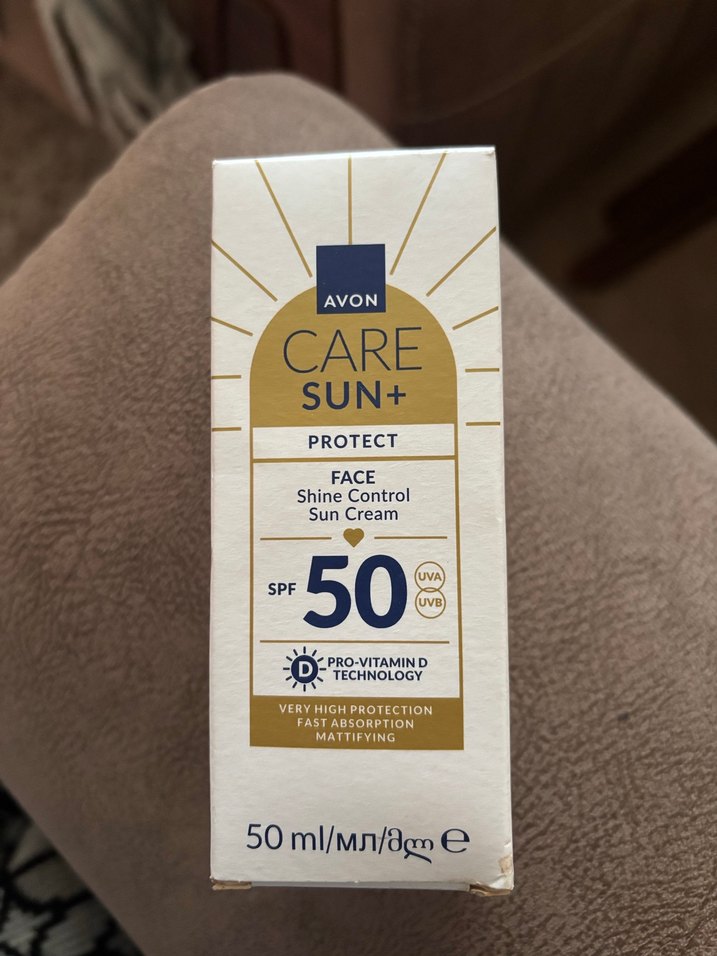 AVON
CARE
SUN+
PROTECT
FACE
Shine Control
Sun Cream
SPF 50 UVA UVB
D PRO-VITAMIN D
TECHNOLOGY
VERY HIGH PROTECTION
FAST ABSORPTION
MATTIFYING
50 ml/мл/მლ ℮